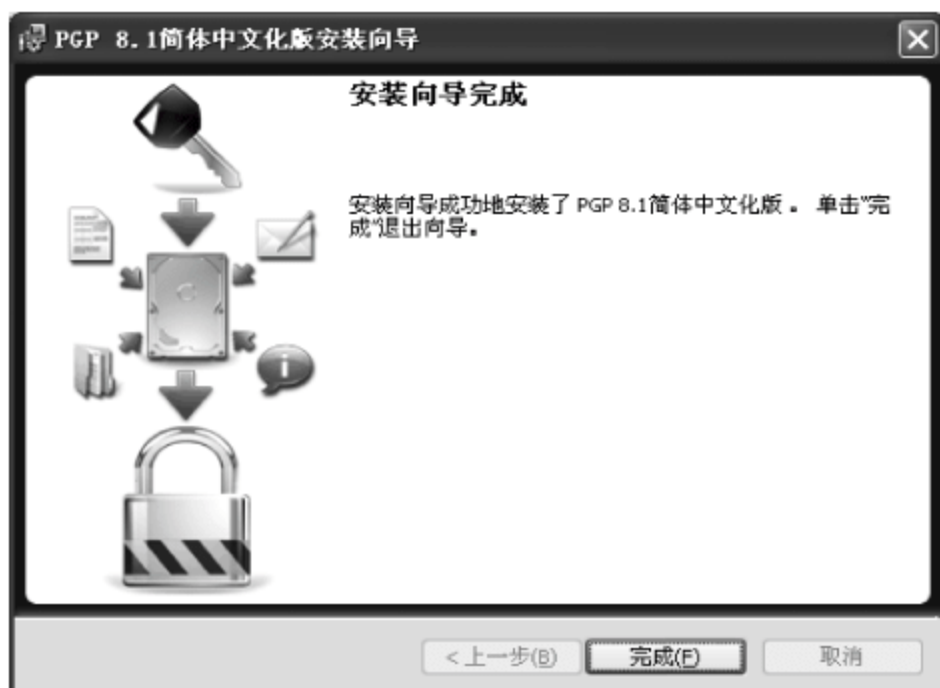 PGP 8.1简体中文化版安装向导
安装向导完成
安装向导成功地安装了 PGP 8.1简体中文化版 。 单击"完
成"退出向导。
< 上一步(B)
完成(F)
取消